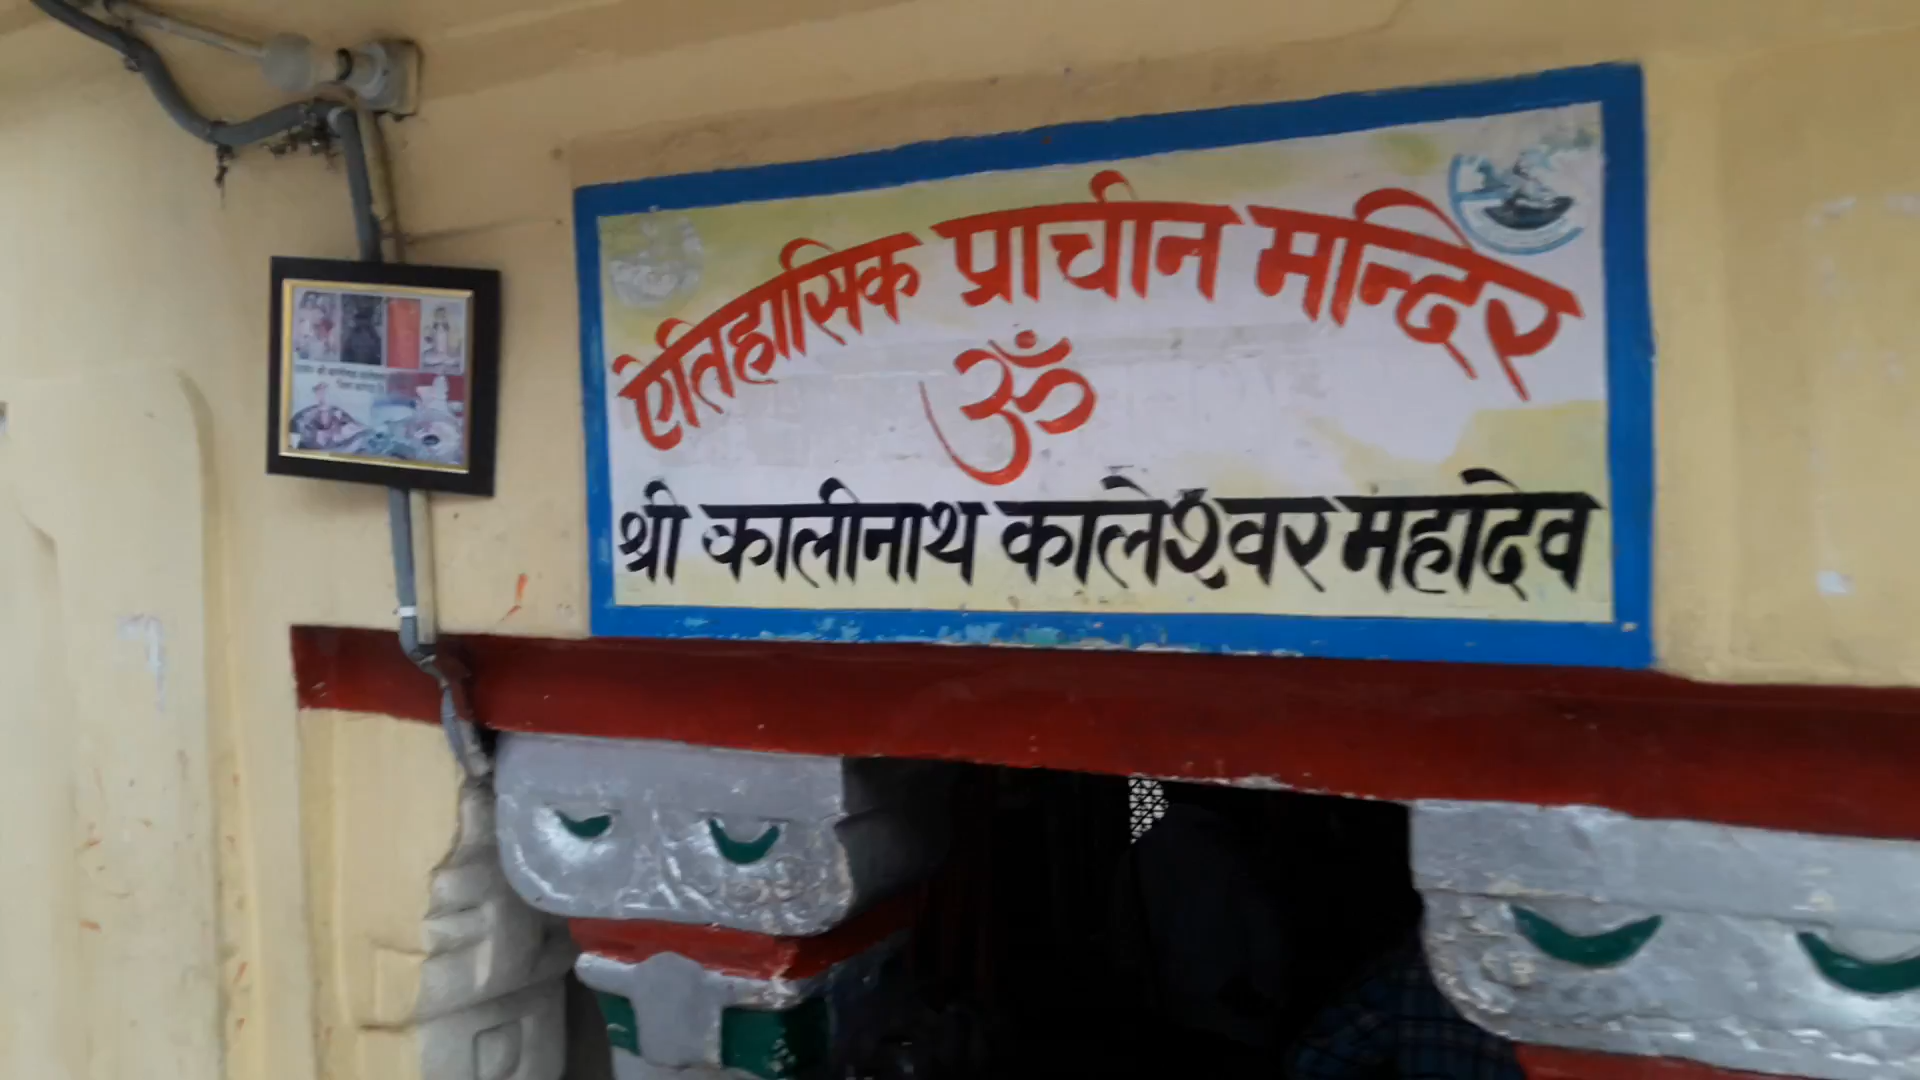 ऐतिहासिक प्राचीन मन्दिर
ॐ
श्री कालीनाथ कालेश्वर महादेव